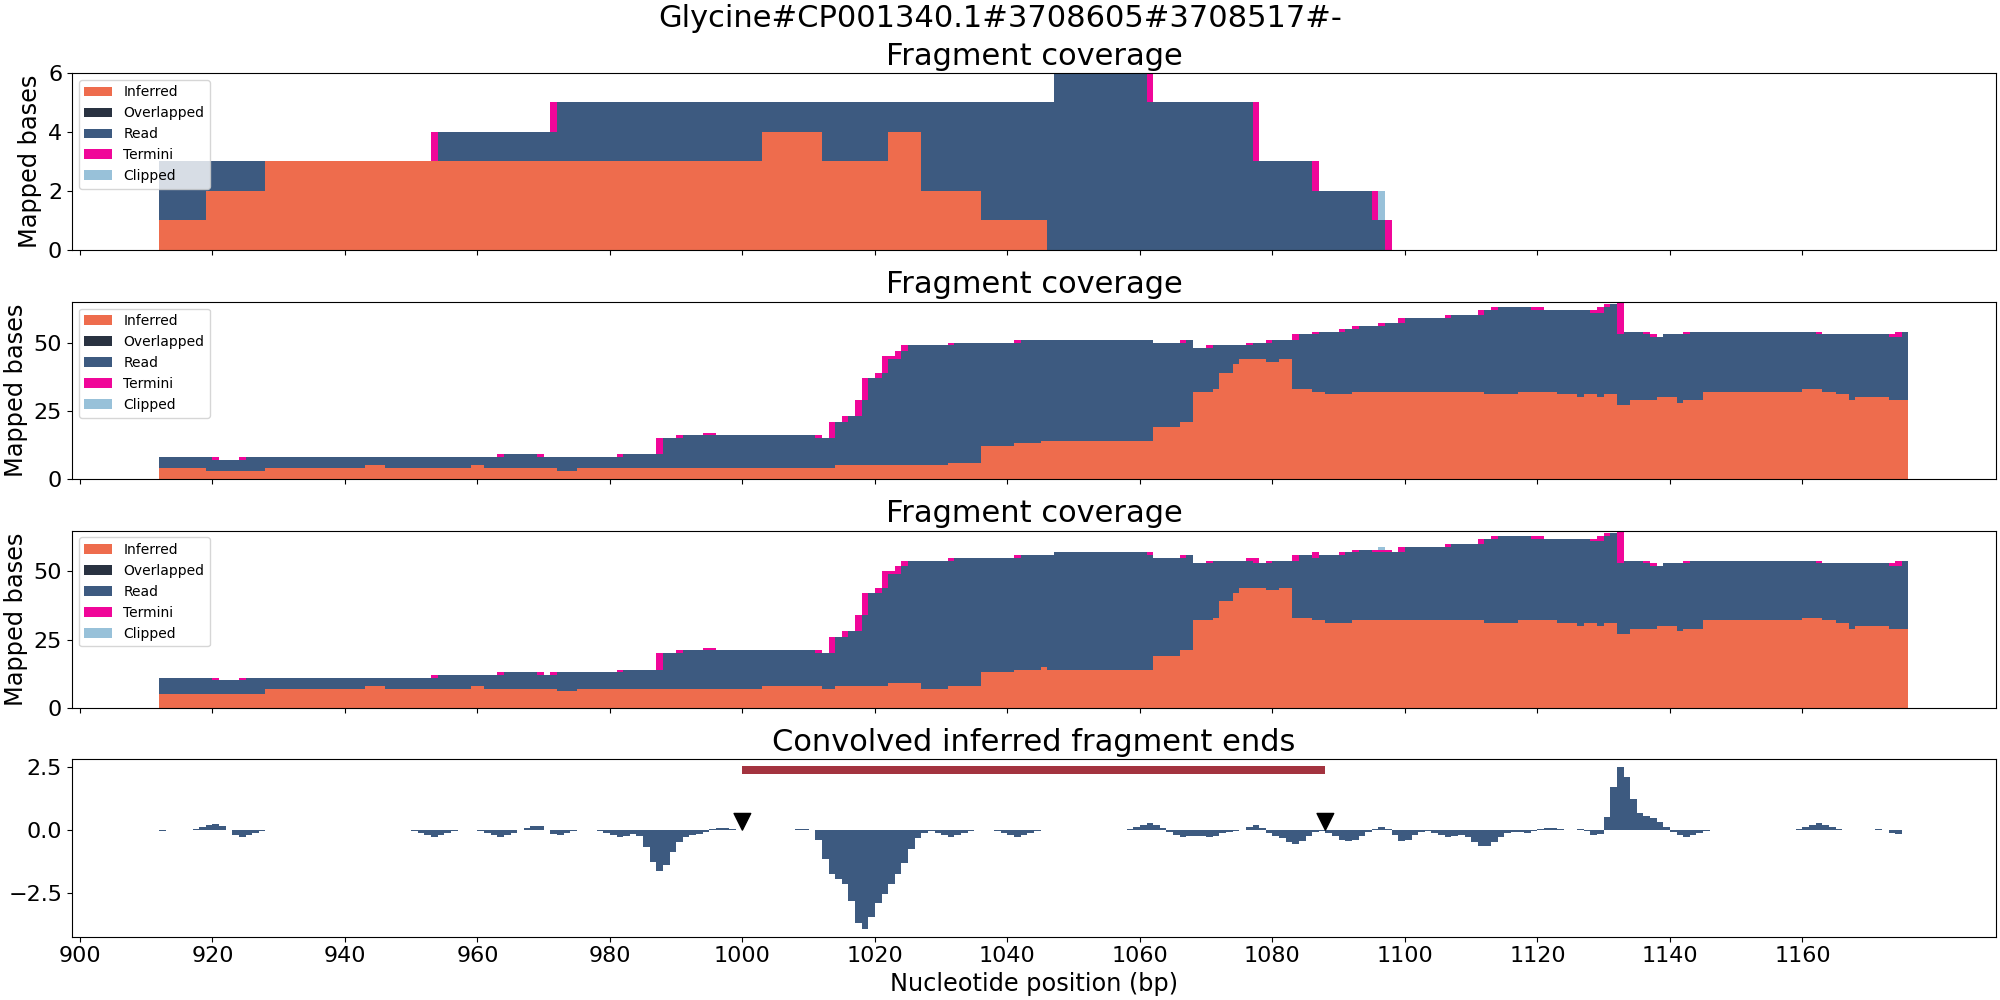 Glycine#CP001340.1#3708605#3708517#-
Fragment coverage
Mapped bases
6
4
2
0
Inferred
Overlapped
Read
Termini
Clipped
Fragment coverage
Mapped bases
50
25
0
Inferred
Overlapped
Read
Termini
Clipped
Fragment coverage
Mapped bases
50
25
0
Inferred
Overlapped
Read
Termini
Clipped
Convolved inferred fragment ends
2.5
0.0
−2.5
900 920 940 960 980 1000 1020 1040 1060 1080 1100 1120 1140 1160
Nucleotide position (bp)